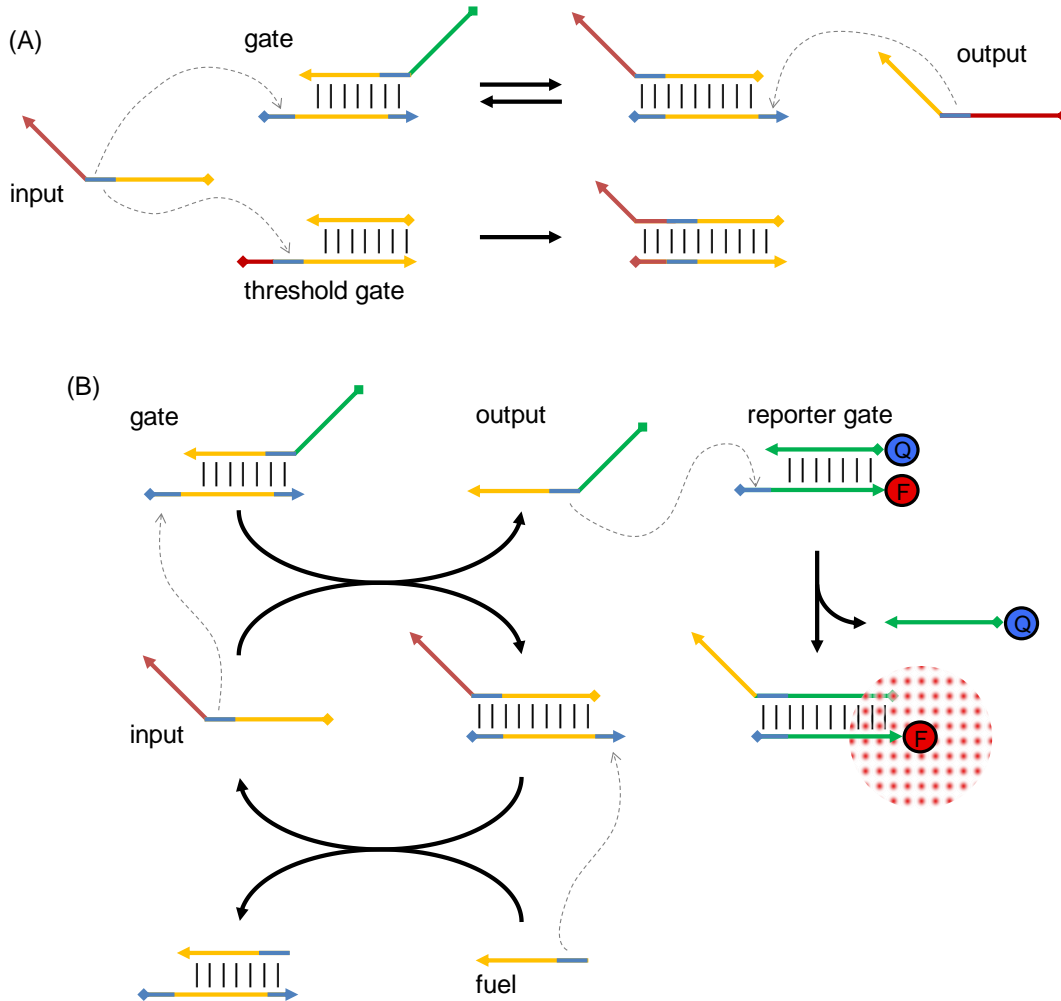 (A)
gate
output
input
threshold gate
(B)
gate
output
reporter gate
Q
F
Q
input
F
fuel